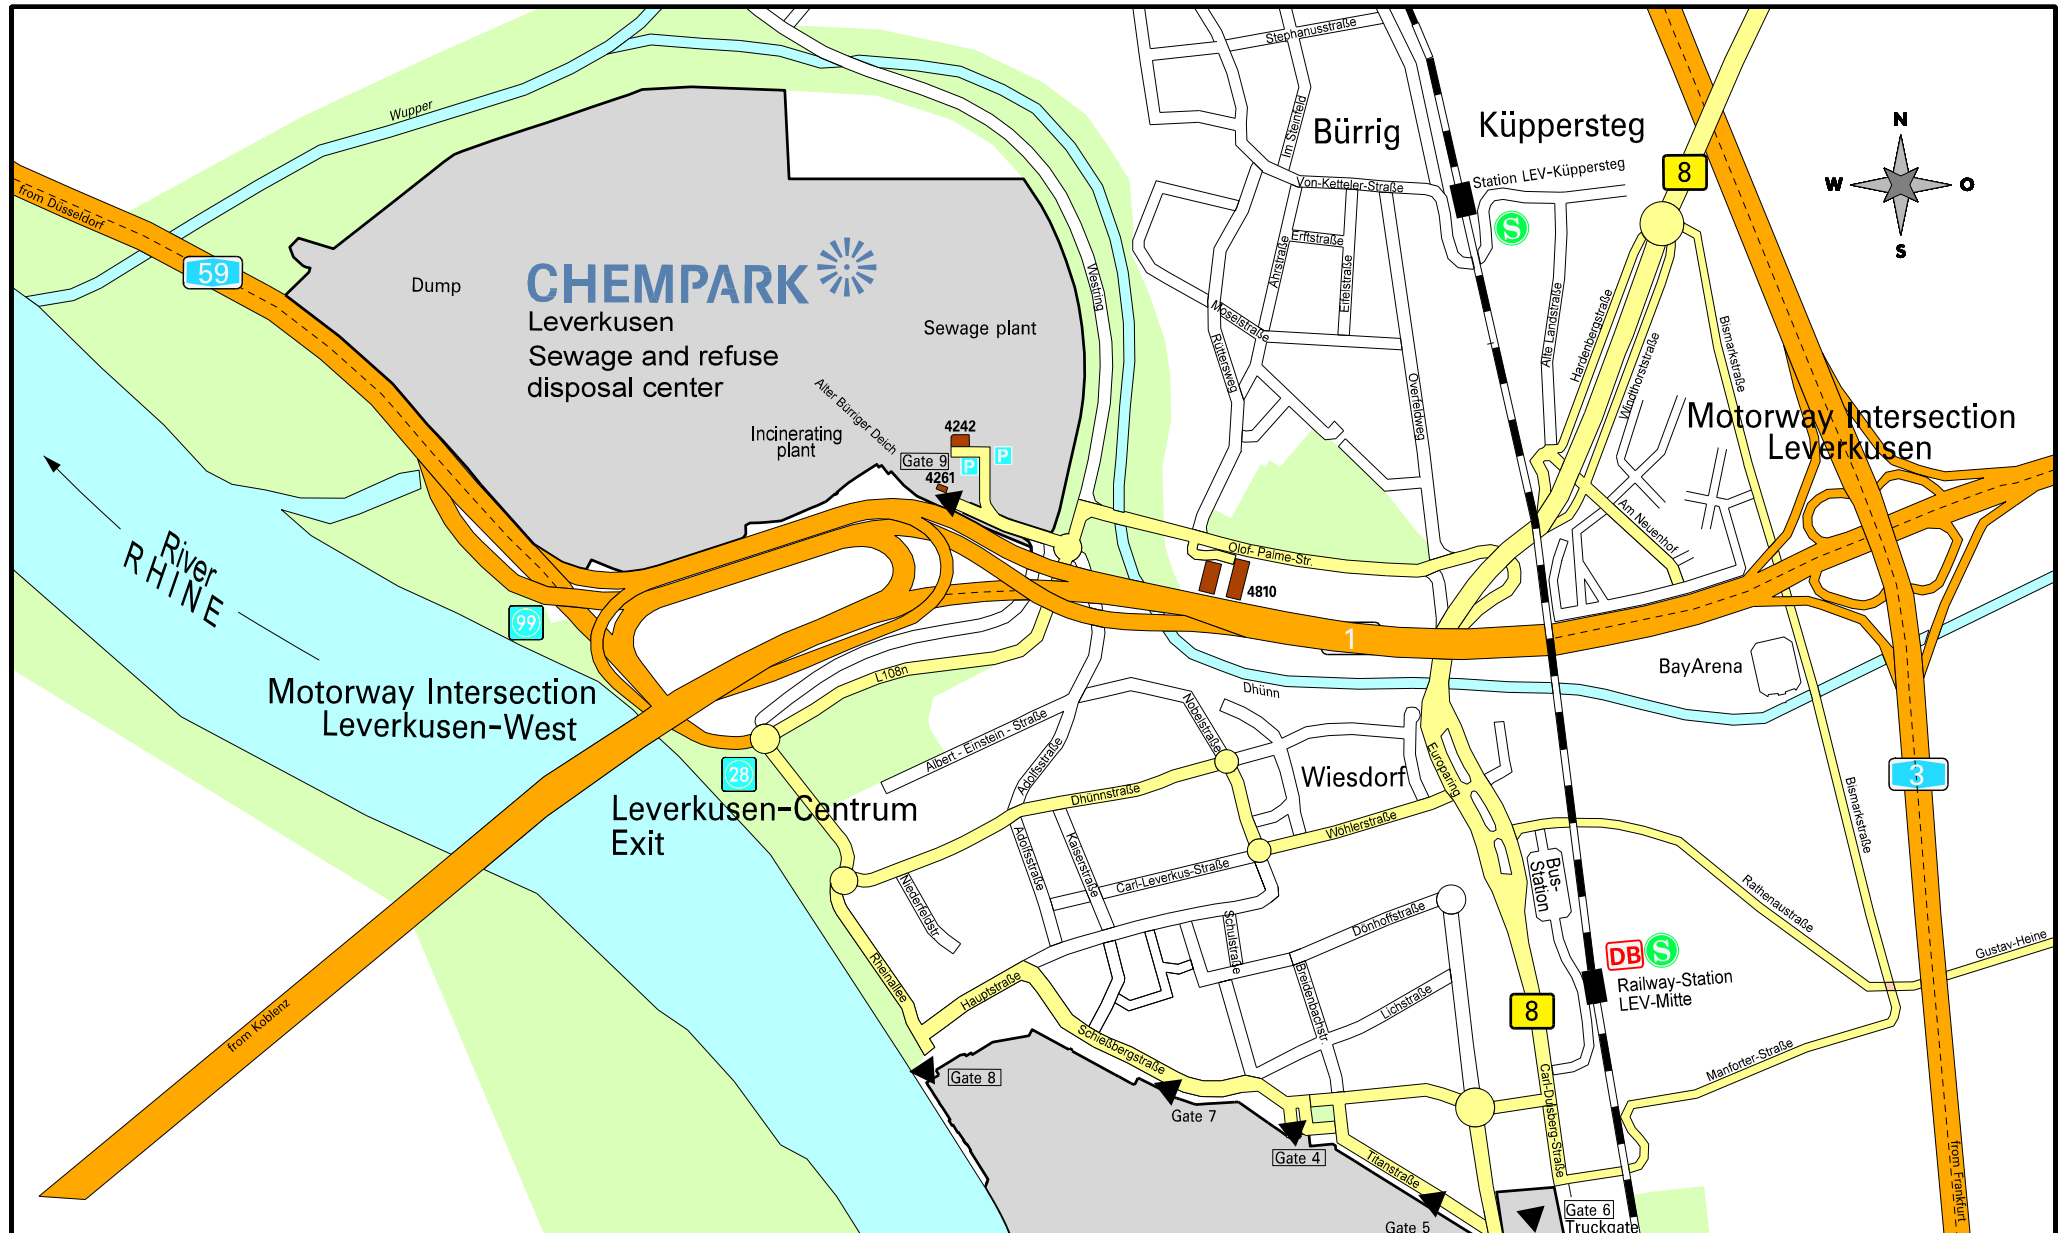 Stephanusstraße
Wupper
Im Steinfeld
Bürrig
Küppersteg
N
W
O
S
8
Station LEV-Küppersteg
S
Von-Ketteler-Straße
from Düsseldorf
59
Erftstraße
Ahrstraße
Eifelstraße
Westring
Dump
CHEMPARK
Leverkusen
Sewage and refuse
disposal center
Sewage plant
Moselstraße
Rüttersweg
Overfeldweg
Alte Landstraße
Hardenbergstraße
Windthorststraße
Bismarkstraße
Motorway Intersection
Leverkusen
Alter Bürriger Deich
Incinerating
plant
4242
Gate 9
P
P
4261
Am Neuenhof
Olof- Palme-Str.
4810
River
RHINE
99
1
BayArena
Dhünn
L108n
Motorway Intersection
Leverkusen-West
Albert - Einstein - Straße
Nobelstraße
Adolfsstraße
28
Leverkusen-Centrum
Exit
Dhünnstraße
Wiesdorf
Europaring
Wöhlerstraße
3
Bismarkstraße
Adolfsstraße
Kaiserstraße
Carl-Leverkus-Straße
Niederfeldstr.
Bus-
Station
Rathenaustraße
Schulstraße
Dönhoffstraße
Gustav-Heine
DB
S
Railway-Station
LEV-Mitte
Rheinallee
Hauptstraße
Breidenbachstr.
Lichstraße
8
from Koblenz
Schießbergstraße
Manforter-Straße
Gate 8
Gate 7
Carl-Duisberg-Straße
Gate 4
Titanstraße
from Frankfurt
Gate 5
Gate 6
Truckgate